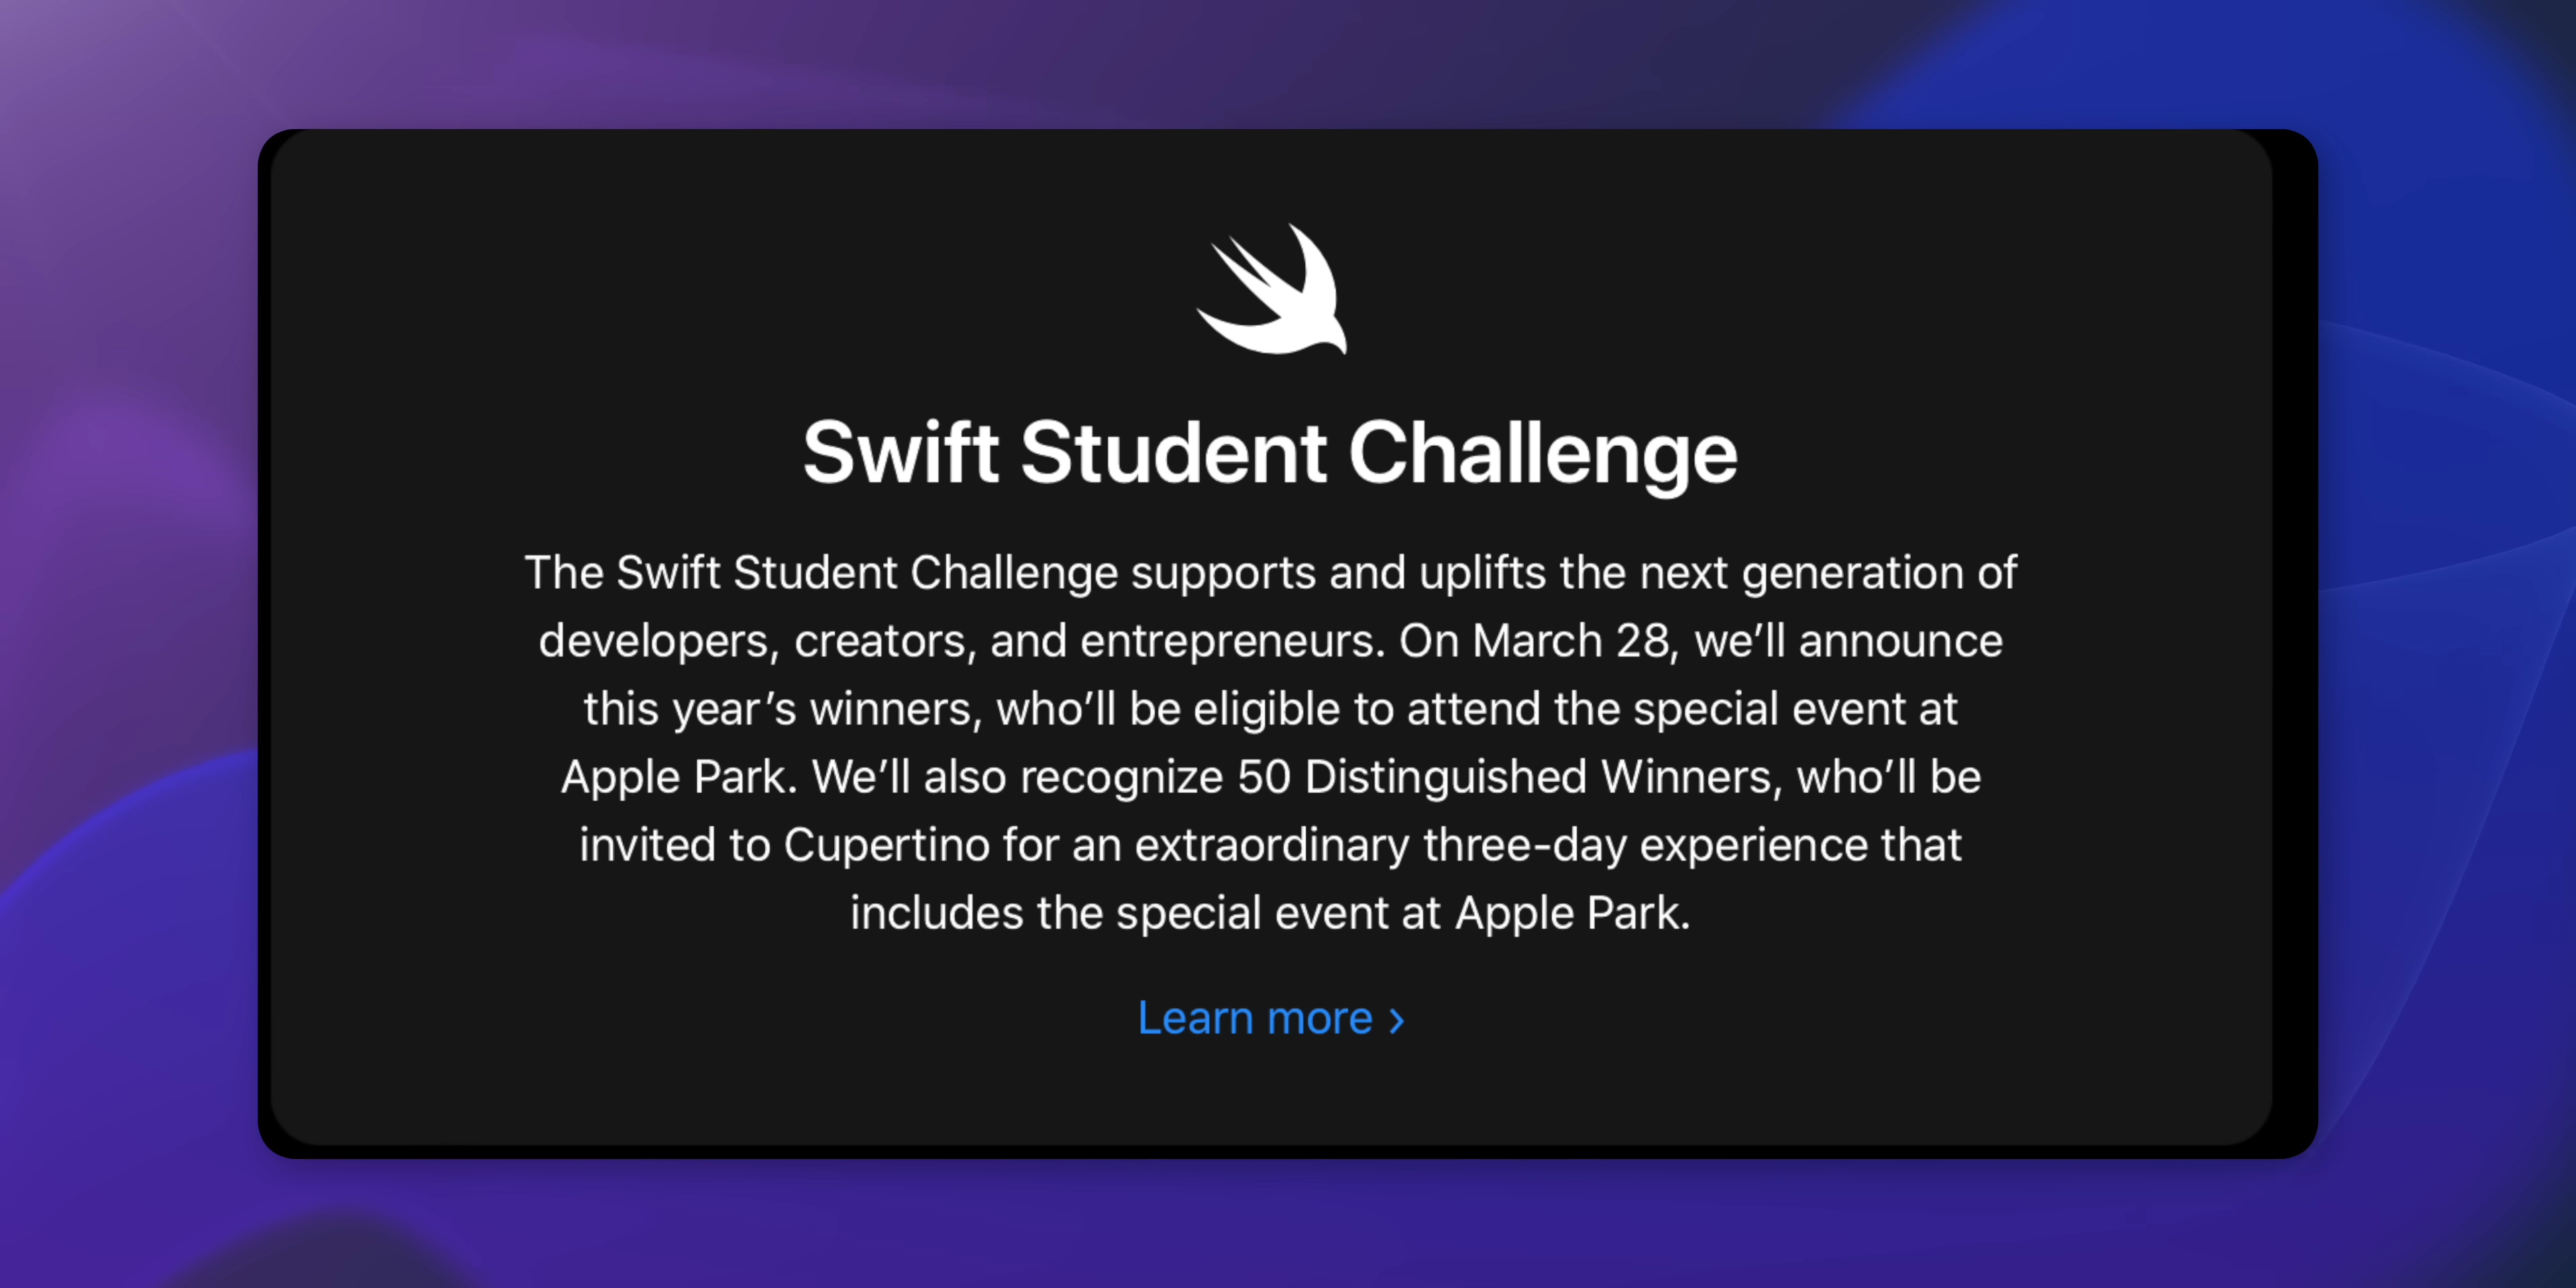 Swift Student Challenge
The Swift Student Challenge supports and uplifts the next generation of
developers, creators, and entrepreneurs. On March 28, we’ll announce
this year’s winners, who’ll be eligible to attend the special event at
Apple Park. We’ll also recognize 50 Distinguished Winners, who’ll be
invited to Cupertino for an extraordinary three-day experience that
includes the special event at Apple Park.
Learn more ›